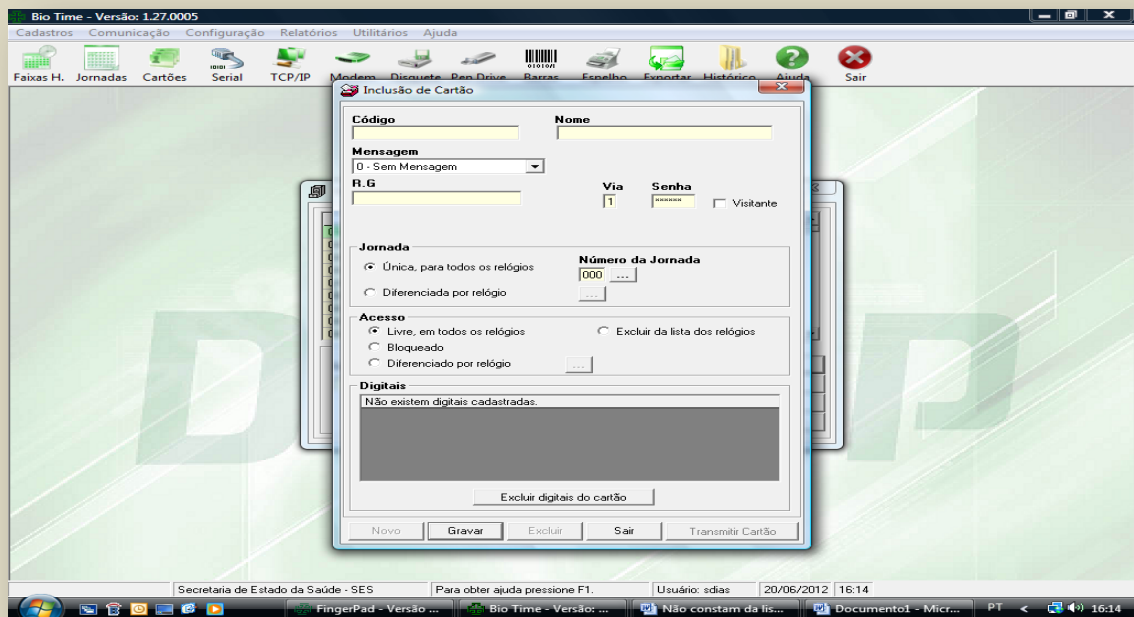 Bio Time - Versão: 1.27.0005
Cadastros Comunicação Configuração Relatórios Utilitários Ajuda
Faixas H. Jornadas Cartões Serial TCP/IP Modem Disquete Pen Drive Barras Espelho Exportar Histórico Ajuda Sair
Inclusão de Cartão
Código Nome
Mensagem
0 - Sem Mensagem
R.G Via Senha
1 ****** Visitante
Jornada
Única, para todos os relógios Número da Jornada
000 ...
Diferenciada por relógio ...
Acesso
Livre, em todos os relógios Excluir da lista dos relógios
Bloqueado
Diferenciado por relógio ...
Digitais
Não existem digitais cadastradas.
Excluir digitais do cartão
Novo Gravar Excluir Sair Transmitir Cartão
Secretaria de Estado da Saúde - SES Para obter ajuda pressione F1. Usuário: sdias 20/06/2012 16:14
FingerPad - Versão ... Bio Time - Versão: ... Não constam da lis... Documento1 - Micr... PT < 16:14